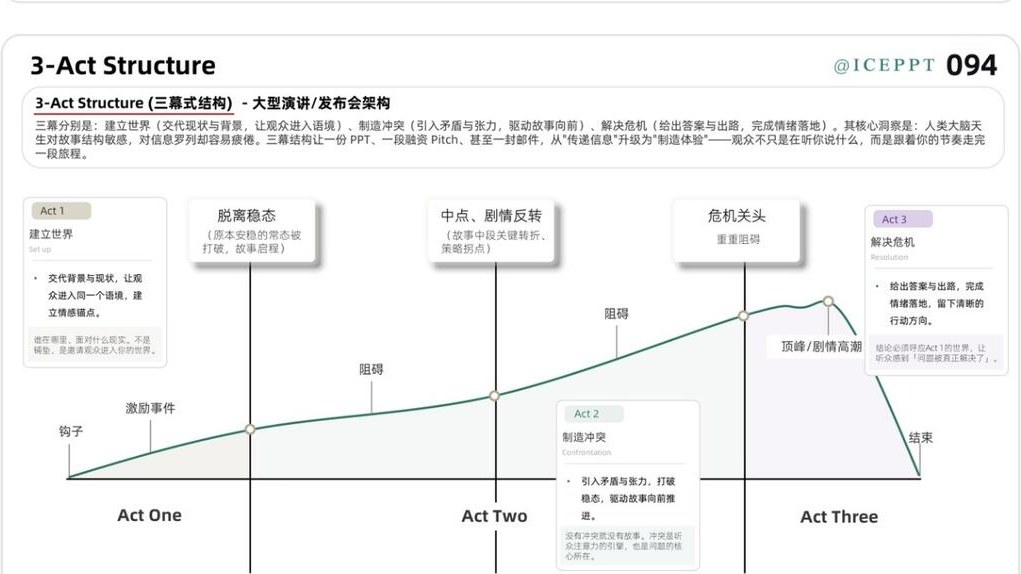 3-Act Structure
@ICEPPT 094
3-Act Structure (三幕式结构) - 大型演讲/发布会架构
三幕分别是：建立世界（交代现状与背景，让观众进入语境）、制造冲突（引入矛盾与张力，驱动故事向前）、解决危机（给出答案与出路，完成情绪落地）。其核心洞察是：人类大脑天
生对故事结构敏感，对信息罗列却容易疲倦。三幕结构让一份 PPT、一段融资 Pitch、甚至一封邮件，从"传递信息"升级为"制造体验"——观众不只是在听你说什么，而是跟着你的节奏走完
一段旅程。
Act 1
建立世界
Set up
• 交代背景与现状，让观
众进入同一个语境，建
立情感锚点。
谁在哪里、面对什么现实。不是
铺垫，是邀请观众进入你的世界。
脱离稳态
（原本安稳的常态被
打破，故事启程）
中点、剧情反转
（故事中段关键转折、
策略拐点）
危机关头
重重阻碍
Act 3
解决危机
Resolution
• 给出答案与出路，完成
情绪落地，留下清晰的
行动方向。
结论必须呼应Act 1的世界，让
听众感到「问题被真正解决了」。
钩子
激励事件
阻碍
阻碍
顶峰/剧情高潮
结束
Act 2
制造冲突
Confrontation
• 引入矛盾与张力，打破
稳态，驱动故事向前推
进。
没有冲突就没有故事。冲突是听
众注意力的引擎，也是问题的核
心所在。
Act One
Act Two
Act Three